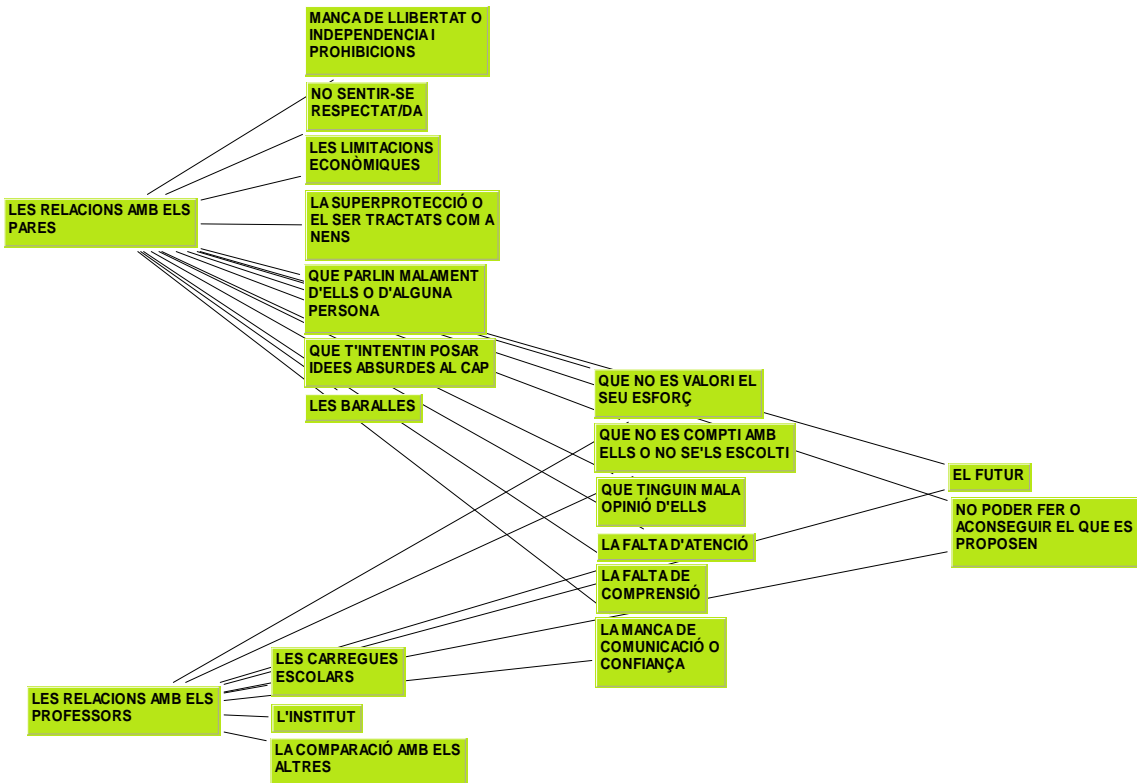 MANCA DE LLIBERTAT O
INDEPENDENCIA I
PROHIBICIONS
NO SENTIR-SE
RESPECTAT/DA
LES LIMITACIONS
ECONÒMIQUES
LES RELACIONS AMB ELS
PARES
LA SUPERPROTECCIÓ O
EL SER TRACTATS COM A
NENS
QUE PARLIN MALAMENT
D'ELLS O D'ALGUNA
PERSONA
QUE T'INTENTIN POSAR
IDEES ABSURDES AL CAP
LES BARALLES
QUE NO ES VALORI EL
SEU ESFORÇ
QUE NO ES COMPTI AMB
ELLS O NO SE'LS ESCOLTI
QUE TINGUIN MALA
OPINIÓ D'ELLS
LA FALTA D'ATENCIÓ
LA FALTA DE
COMPRENSIÓ
LA MANCA DE
COMUNICACIÓ O
CONFIANÇA
EL FUTUR
NO PODER FER O
ACONSEGUIR EL QUE ES
PROPOSEN
LES CARREGUES
ESCOLARS
LES RELACIONS AMB ELS
PROFESSORS
L'INSTITUT
LA COMPARACIÓ AMB ELS
ALTRES